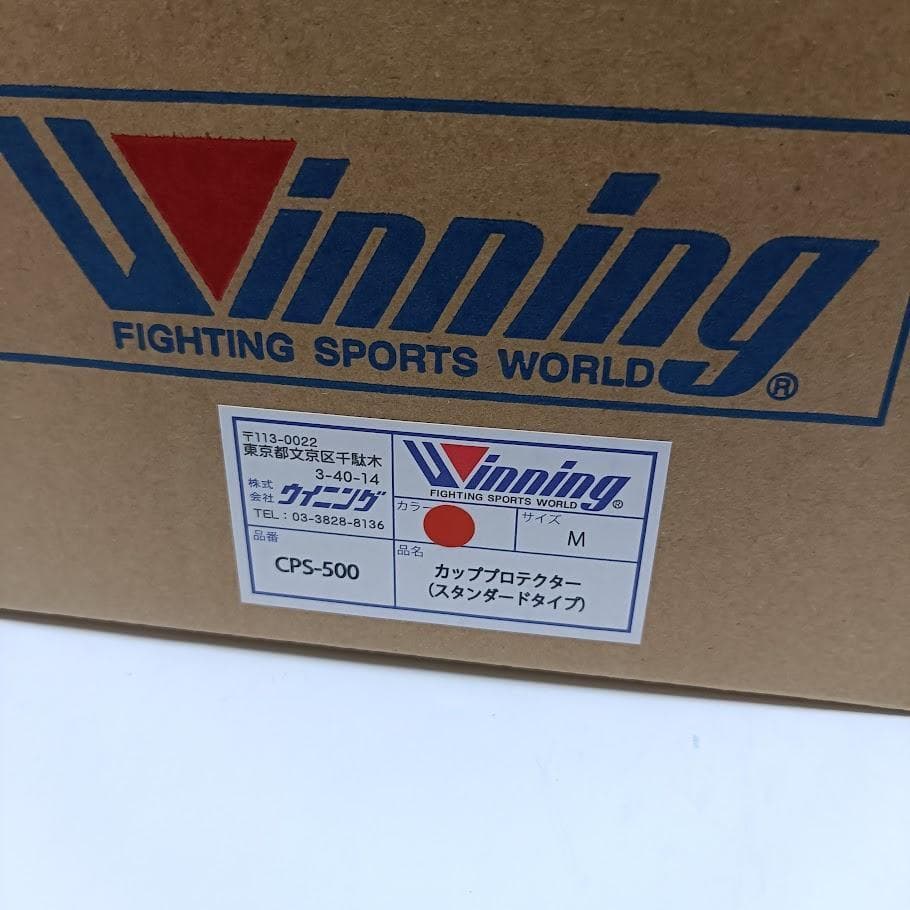 Winning
FIGHTING SPORTS WORLD®
〒113-0022
東京都文京区千駄木
3-40-14
株式会社 ウイニング
TEL：03-3828-8136
Winning
FIGHTING SPORTS WORLD ®
カラー
サイズ
M
品番
CPS-500
品名
カッププロテクター
（スタンダードタイプ）